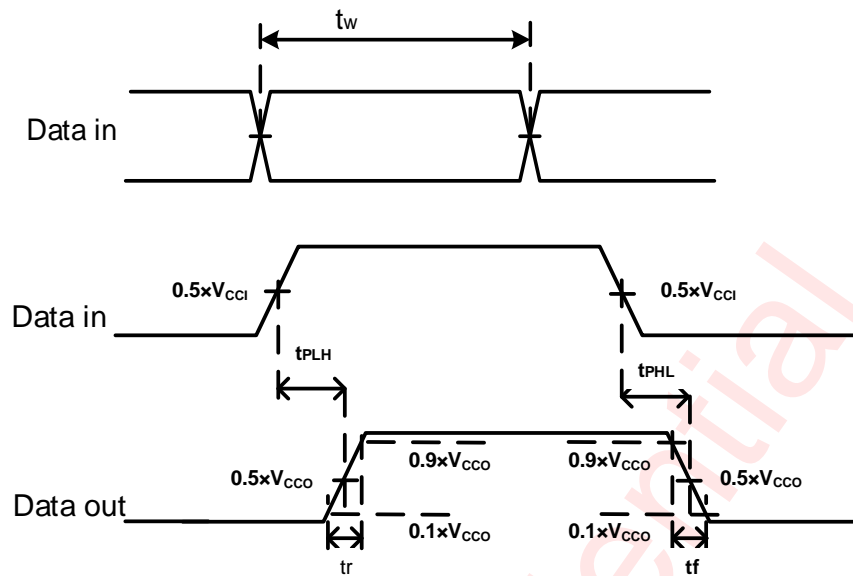 tW
Data in
0.5×VCCI
0.5×VCCI
Data in
tPLH
tPHL
0.9×VCCO
0.9×VCCO
0.5×VCCO
0.5×VCCO
Data out
0.1×VCCO
0.1×VCCO
tr
tf
ential